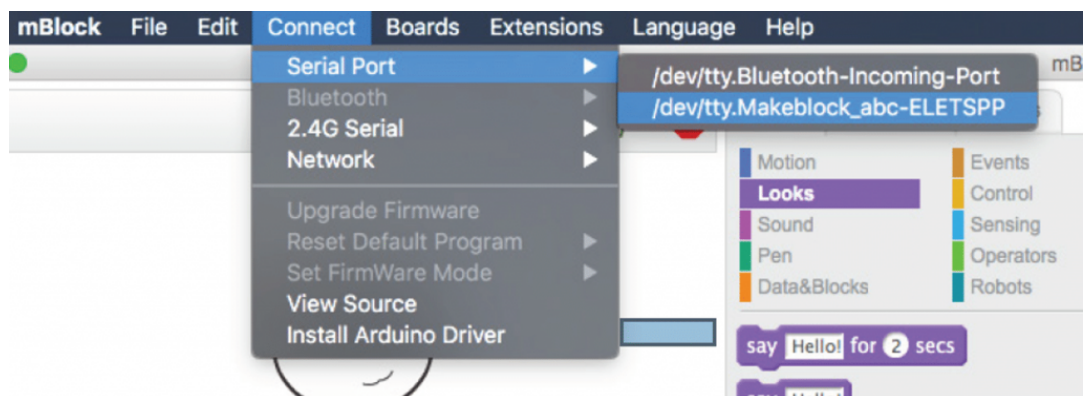 mBlock File Edit Connect Boards Extensions Language Help
mB
Serial Port
Bluetooth
2.4G Serial
Network
Upgrade Firmware
Reset Default Program
Set FirmWare Mode
View Source
Install Arduino Driver
/dev/tty.Bluetooth-Incoming-Port
/dev/tty.Makeblock_abc-ELETSPP
Motion Events
Looks Control
Sound Sensing
Pen Operators
Data&Blocks Robots
say Hello! for 2 secs